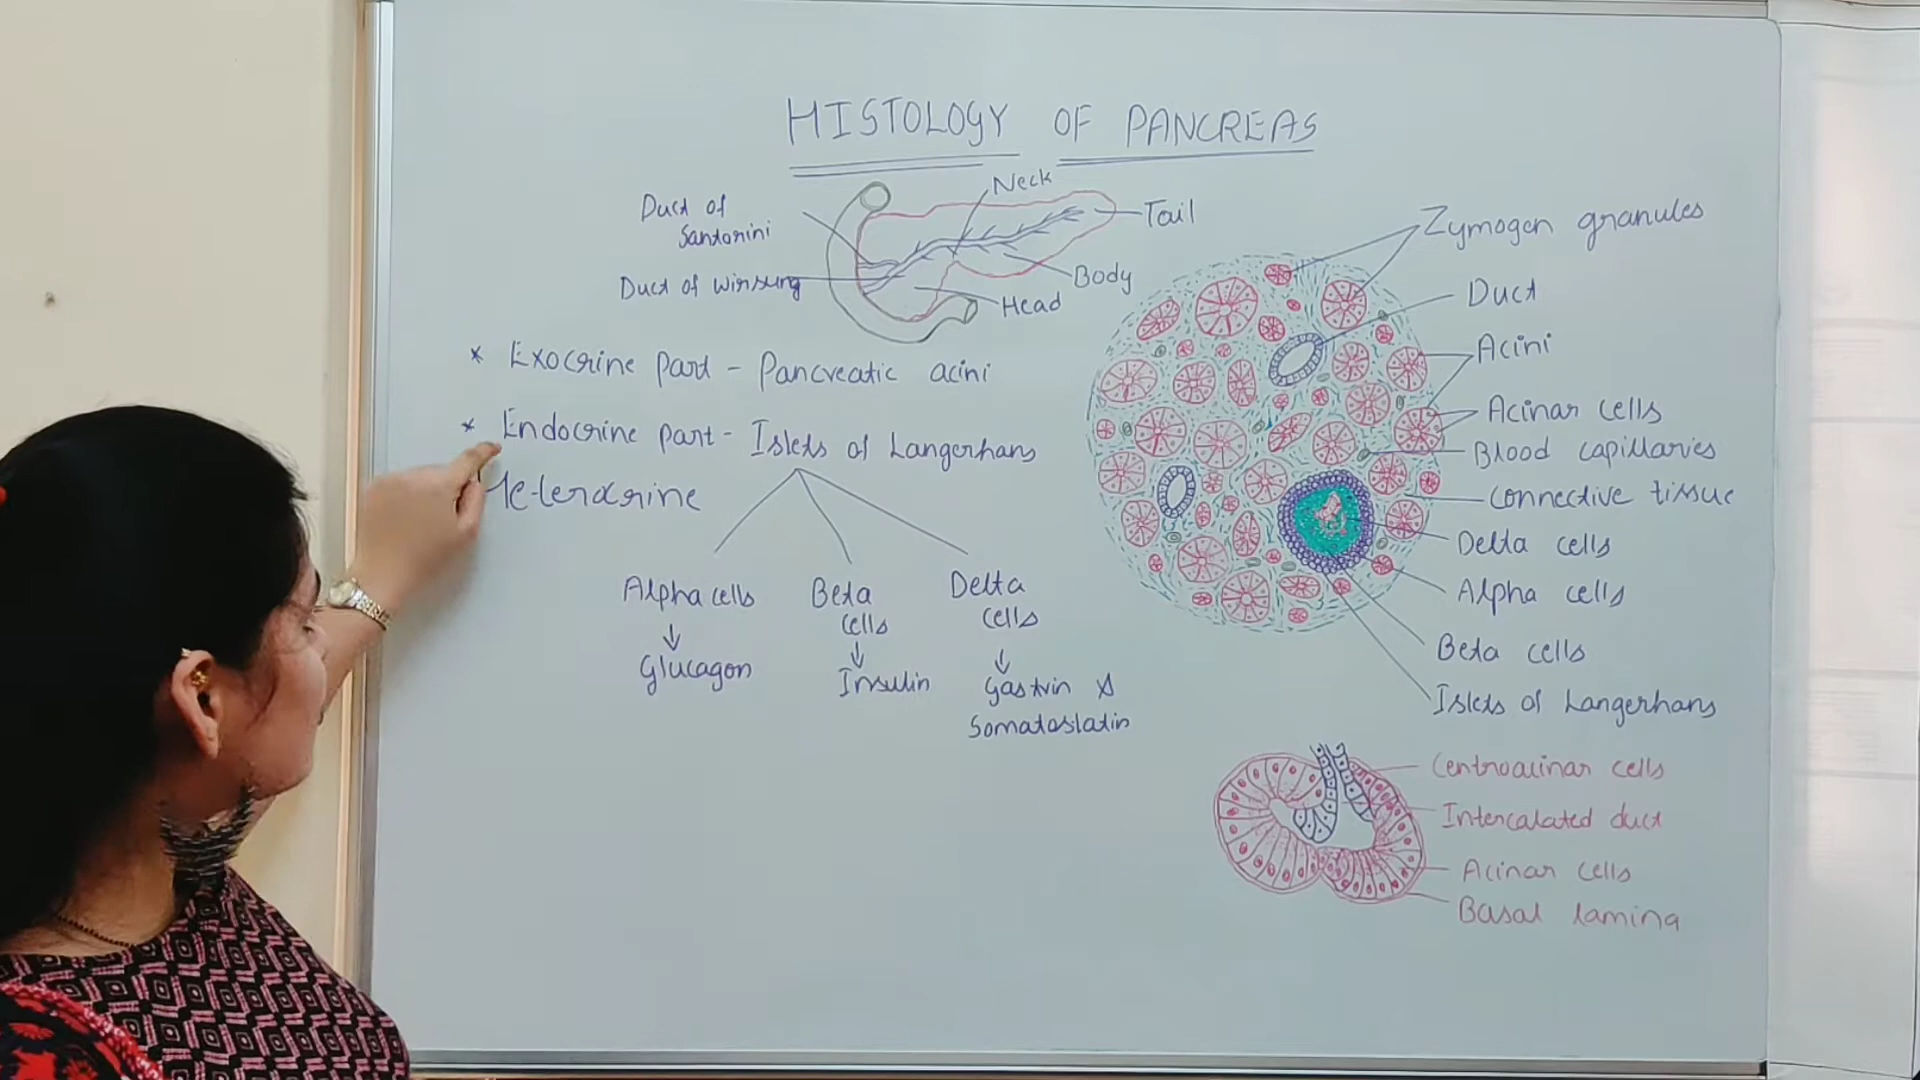 HISTOLOGY OF PANCREAS
Neck
Duct of
Santorini
Tail
Duct of Wirsung
Body
Head
* Exocrine part - Pancreatic acini
* Endocrine part - Islets of Langerhans
Heterocrine
Alpha cells
Beta
cells
Delta
cells
Glucagon
Insulin
Gastrin &
Somatostatin
Zymogen granules
Duct
Acini
Acinar cells
Blood capillaries
Connective tissue
Delta cells
Alpha cells
Beta cells
Islets of Langerhans
Centroacinar cells
Intercalated duct
Acinar cells
Basal lamina